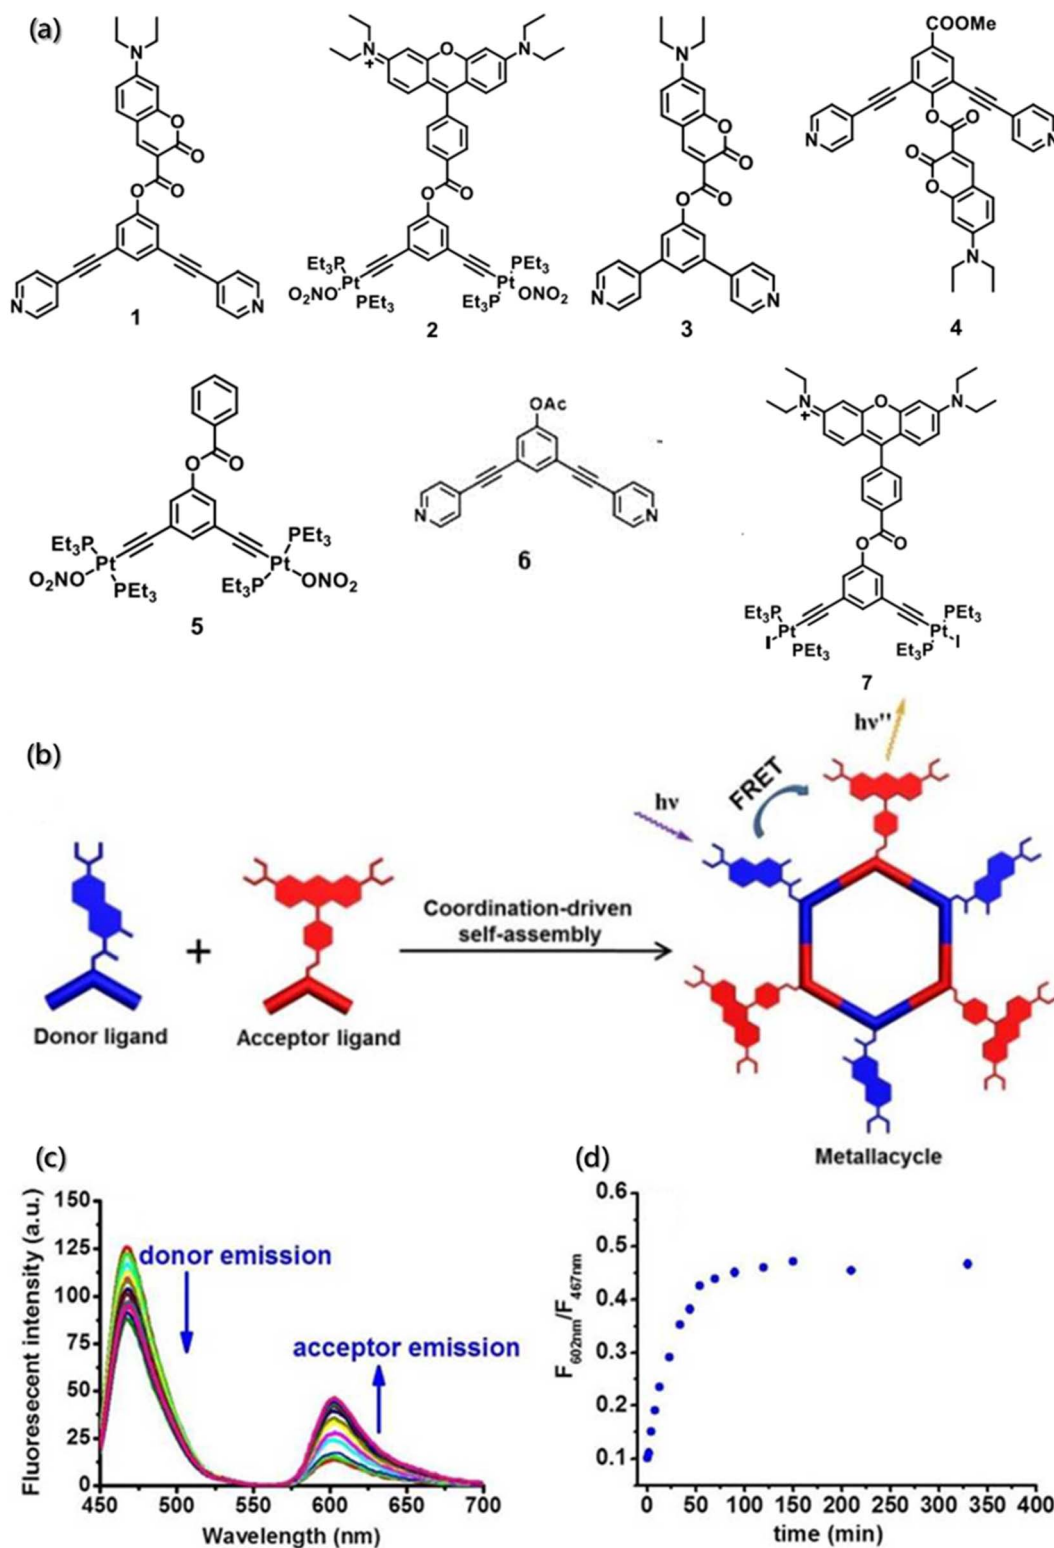 (a)
N
N
+
O
N
N
COOMe
O
O
O
O
N
N
O
O
O
O
O
O
O
O
O
O
O
O
N
N
Et3P
PEt3
Pt
Pt
O2NO
PEt3
Et3P
ONO2
N
N
N
1
2
3
4
OAc
N
N
+
O
N
O
O
N
N
Et3P
PEt3
Pt
Pt
O2NO
PEt3
Et3P
ONO2
6
O
O
5
Et3P
PEt3
Pt
Pt
I
PEt3
Et3P
I
7
(b)
hν''
hν
FRET
+
Coordination-driven
self-assembly
Donor ligand
Acceptor ligand
Metallacycle
(c)
Fluoresecent intensity (a.u.)
150
125
100
75
50
25
0
donor emission
acceptor emission
450 500 550 600 650 700
Wavelength (nm)
(d)
F602nm/F467nm
0.6
0.5
0.4
0.3
0.2
0.1
0 50 100 150 200 250 300 350 400
time (min)